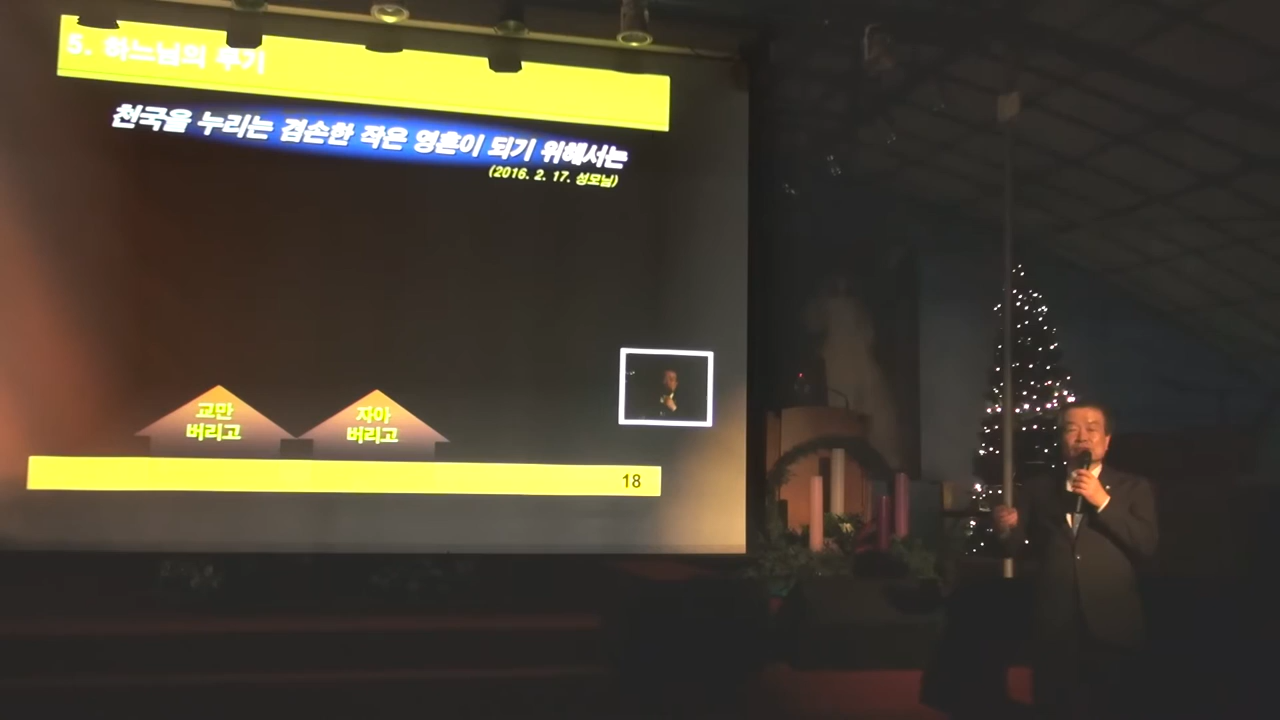 5. 하느님의 후기
천국을 누리는 겸손한 작은 영혼이 되기 위해서는
(2016. 2. 17. 성모님)
교만
버리고
자아
버리고
18